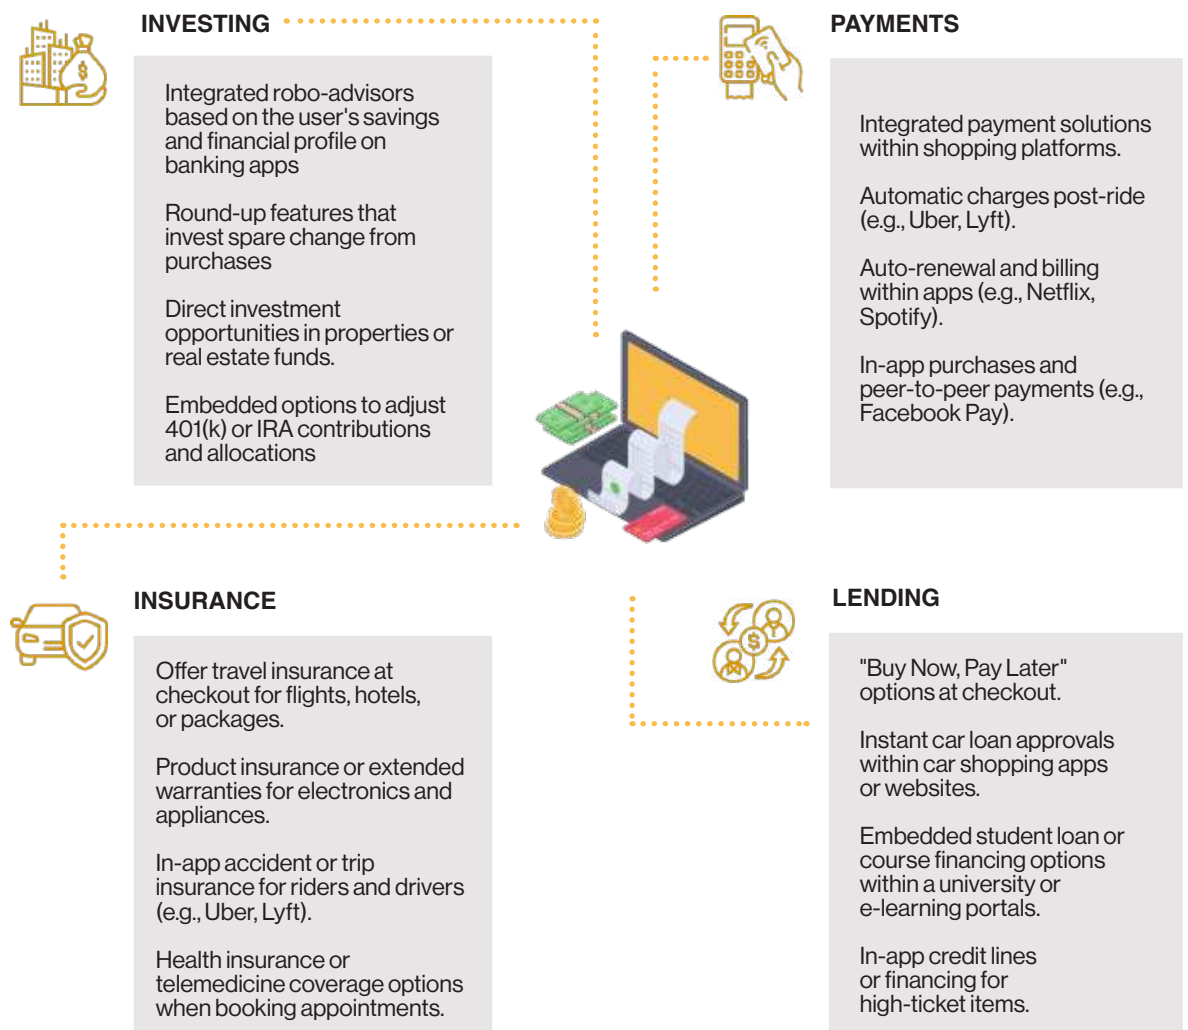 INVESTING
Integrated robo-advisors
based on the user's savings
and financial profile on
banking apps
Round-up features that
invest spare change from
purchases
Direct investment
opportunities in properties or
real estate funds.
Embedded options to adjust
401(k) or IRA contributions
and allocations
PAYMENTS
Integrated payment solutions
within shopping platforms.
Automatic charges post-ride
(e.g., Uber, Lyft).
Auto-renewal and billing
within apps (e.g., Netflix,
Spotify).
In-app purchases and
peer-to-peer payments (e.g.,
Facebook Pay).
INSURANCE
Offer travel insurance at
checkout for flights, hotels,
or packages.
Product insurance or extended
warranties for electronics and
appliances.
In-app accident or trip
insurance for riders and drivers
(e.g., Uber, Lyft).
Health insurance or
telemedicine coverage options
when booking appointments.
LENDING
"Buy Now, Pay Later"
options at checkout.
Instant car loan approvals
within car shopping apps
or websites.
Embedded student loan or
course financing options
within a university or
e-learning portals.
In-app credit lines
or financing for
high-ticket items.